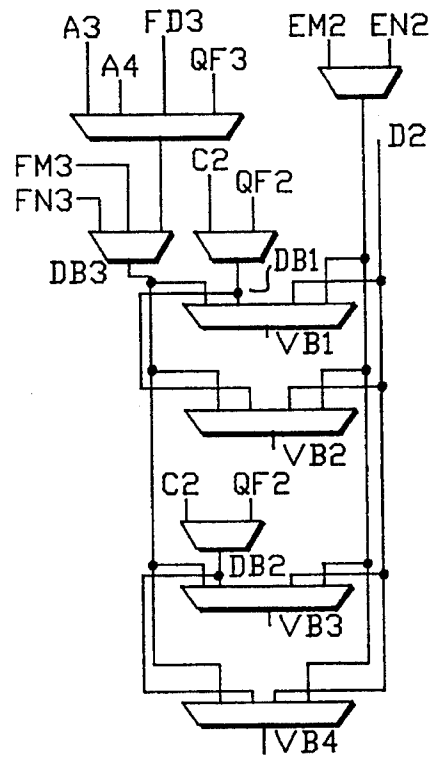 A3
FD3
EM2
EN2
A4
QF3
D2
FM3
C2
QF2
FN3
DB3
DB1
VB1
VB2
C2
QF2
DB2
VB3
VB4